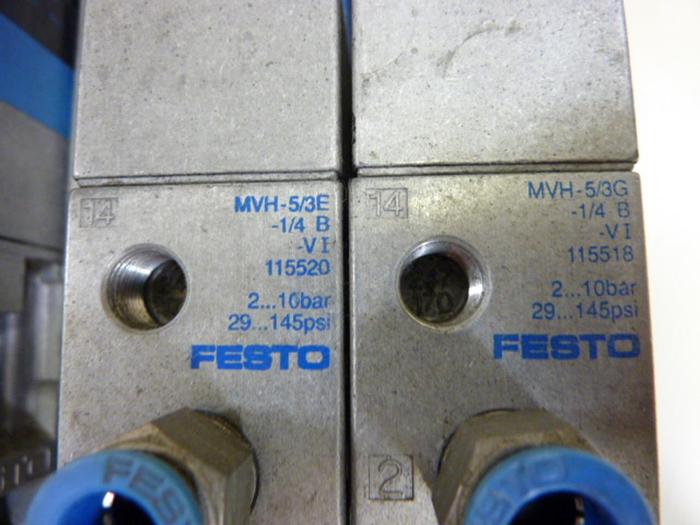 14
MVH-5/3E
-1/4 B
-VI
115520
2...10bar
29...145psi
FESTO
14
MVH-5/3G
-1/4 B
-VI
115518
2...10bar
29...145psi
FESTO
2